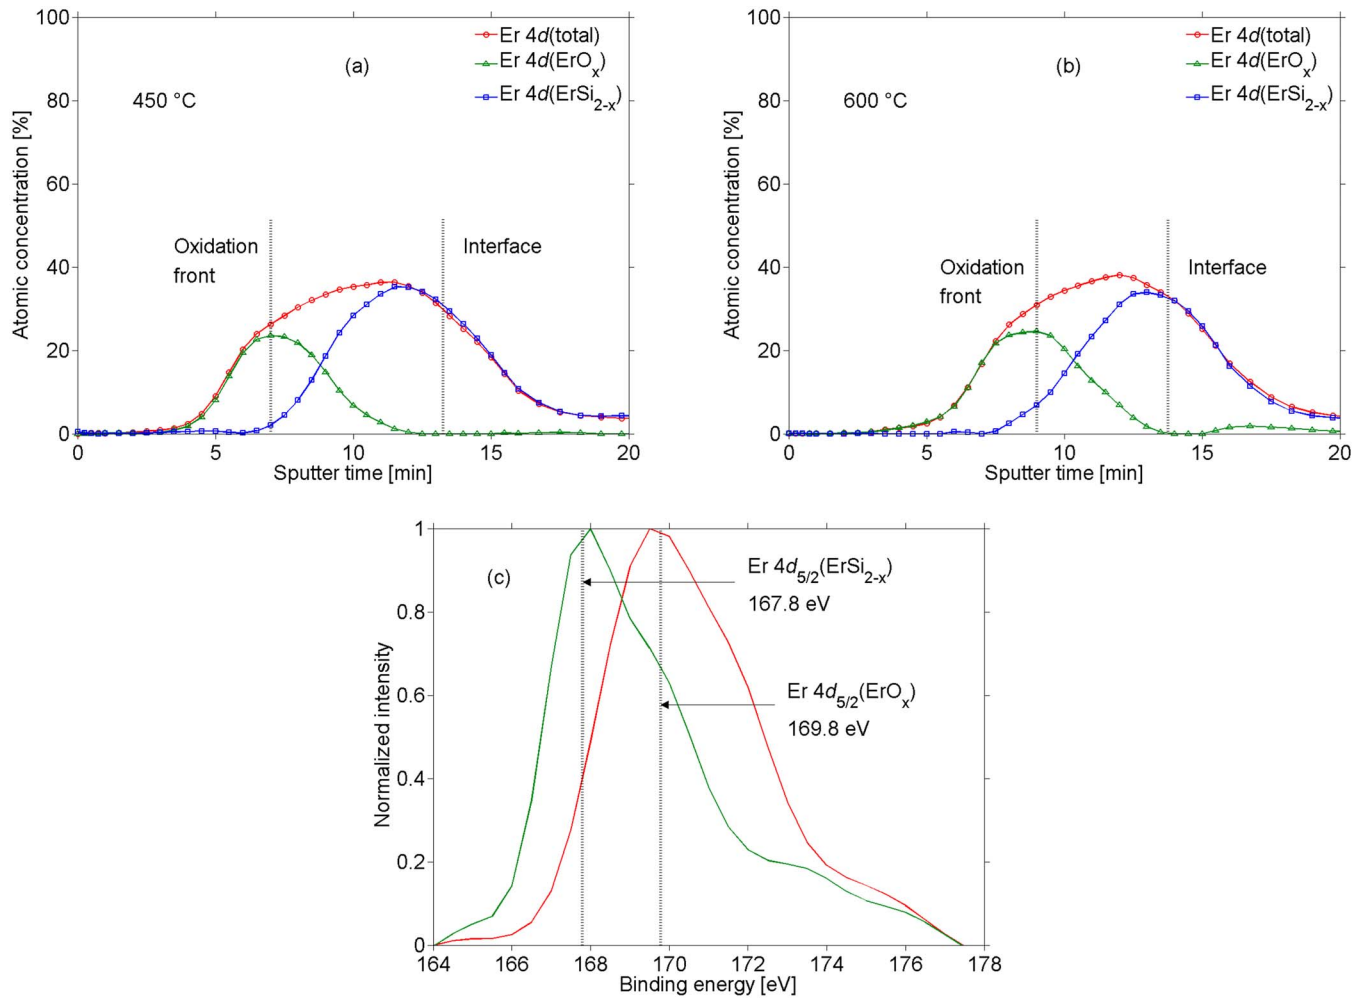 100
80
60
40
20
0
Atomic concentration [%]
0 5 10 15 20
Sputter time [min]
(a)
450 °C
Er 4d(total)
Er 4d(ErOx)
Er 4d(ErSi2-x)
Oxidation
front
Interface
100
80
60
40
20
0
Atomic concentration [%]
0 5 10 15 20
Sputter time [min]
(b)
600 °C
Er 4d(total)
Er 4d(ErOx)
Er 4d(ErSi2-x)
Oxidation
front
Interface
1
0.8
0.6
0.4
0.2
0
Normalized intensity
164 166 168 170 172 174 176 178
Binding energy [eV]
(c)
Er 4d5/2(ErSi2-x)
167.8 eV
Er 4d5/2(ErOx)
169.8 eV